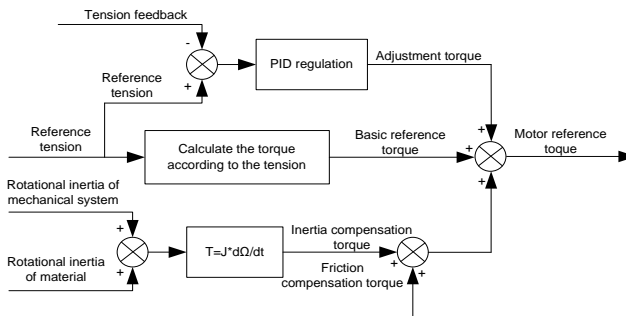 Tension feedback
-
PID regulation
Adjustment torque
+
Reference
tension
Reference
tension
Calculate the torque
according to the tension
Basic reference
torque
+
+
+
Motor reference
toque
Rotational inertia of
mechanical system
+
+
Rotational inertia
of material
T=J*dΩ/dt
Inertia compensation
torque
Friction
compensation torque
+
+